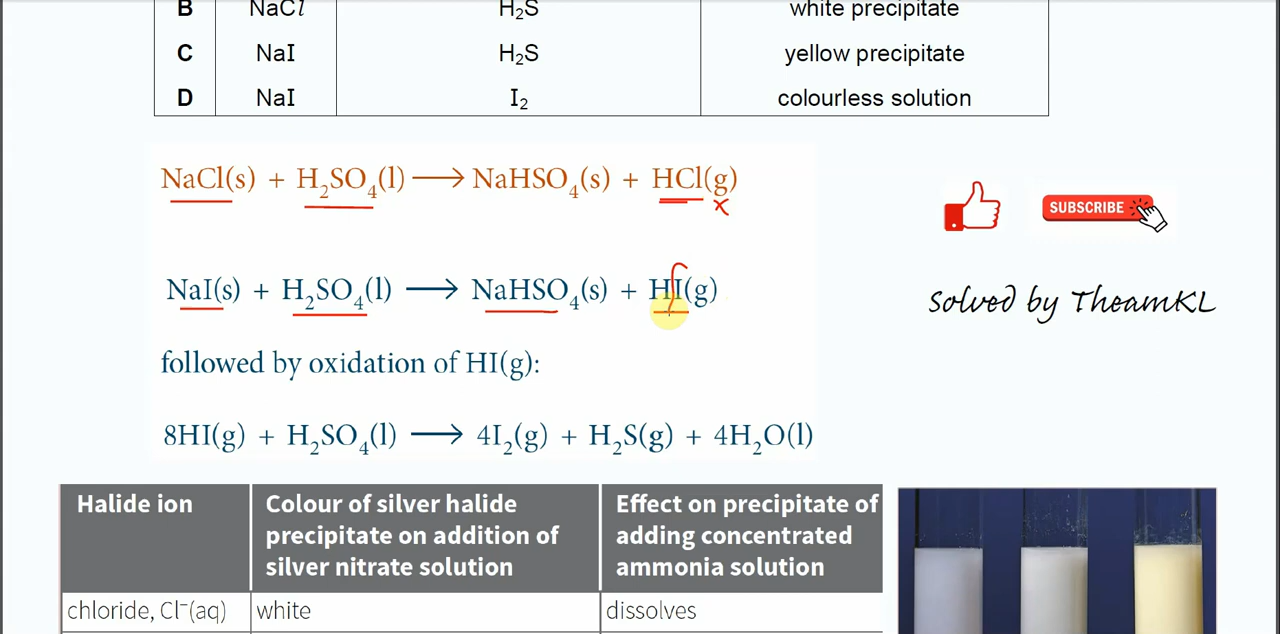 B NaCl H₂S white precipitate
C NaI H₂S yellow precipitate
D NaI I₂ colourless solution
NaCl(s) + H₂SO₄(l) ⟶ NaHSO₄(s) + HCl(g)
x
SUBSCRIBE
NaI(s) + H₂SO₄(l) ⟶ NaHSO₄(s) + HI(g)
Solved by TheamKL
followed by oxidation of HI(g):
8HI(g) + H₂SO₄(l) ⟶ 4I₂(g) + H₂S(g) + 4H₂O(l)
Halide ion
Colour of silver halide
precipitate on addition of
silver nitrate solution
Effect on precipitate of
adding concentrated
ammonia solution
chloride, Cl⁻(aq) white dissolves